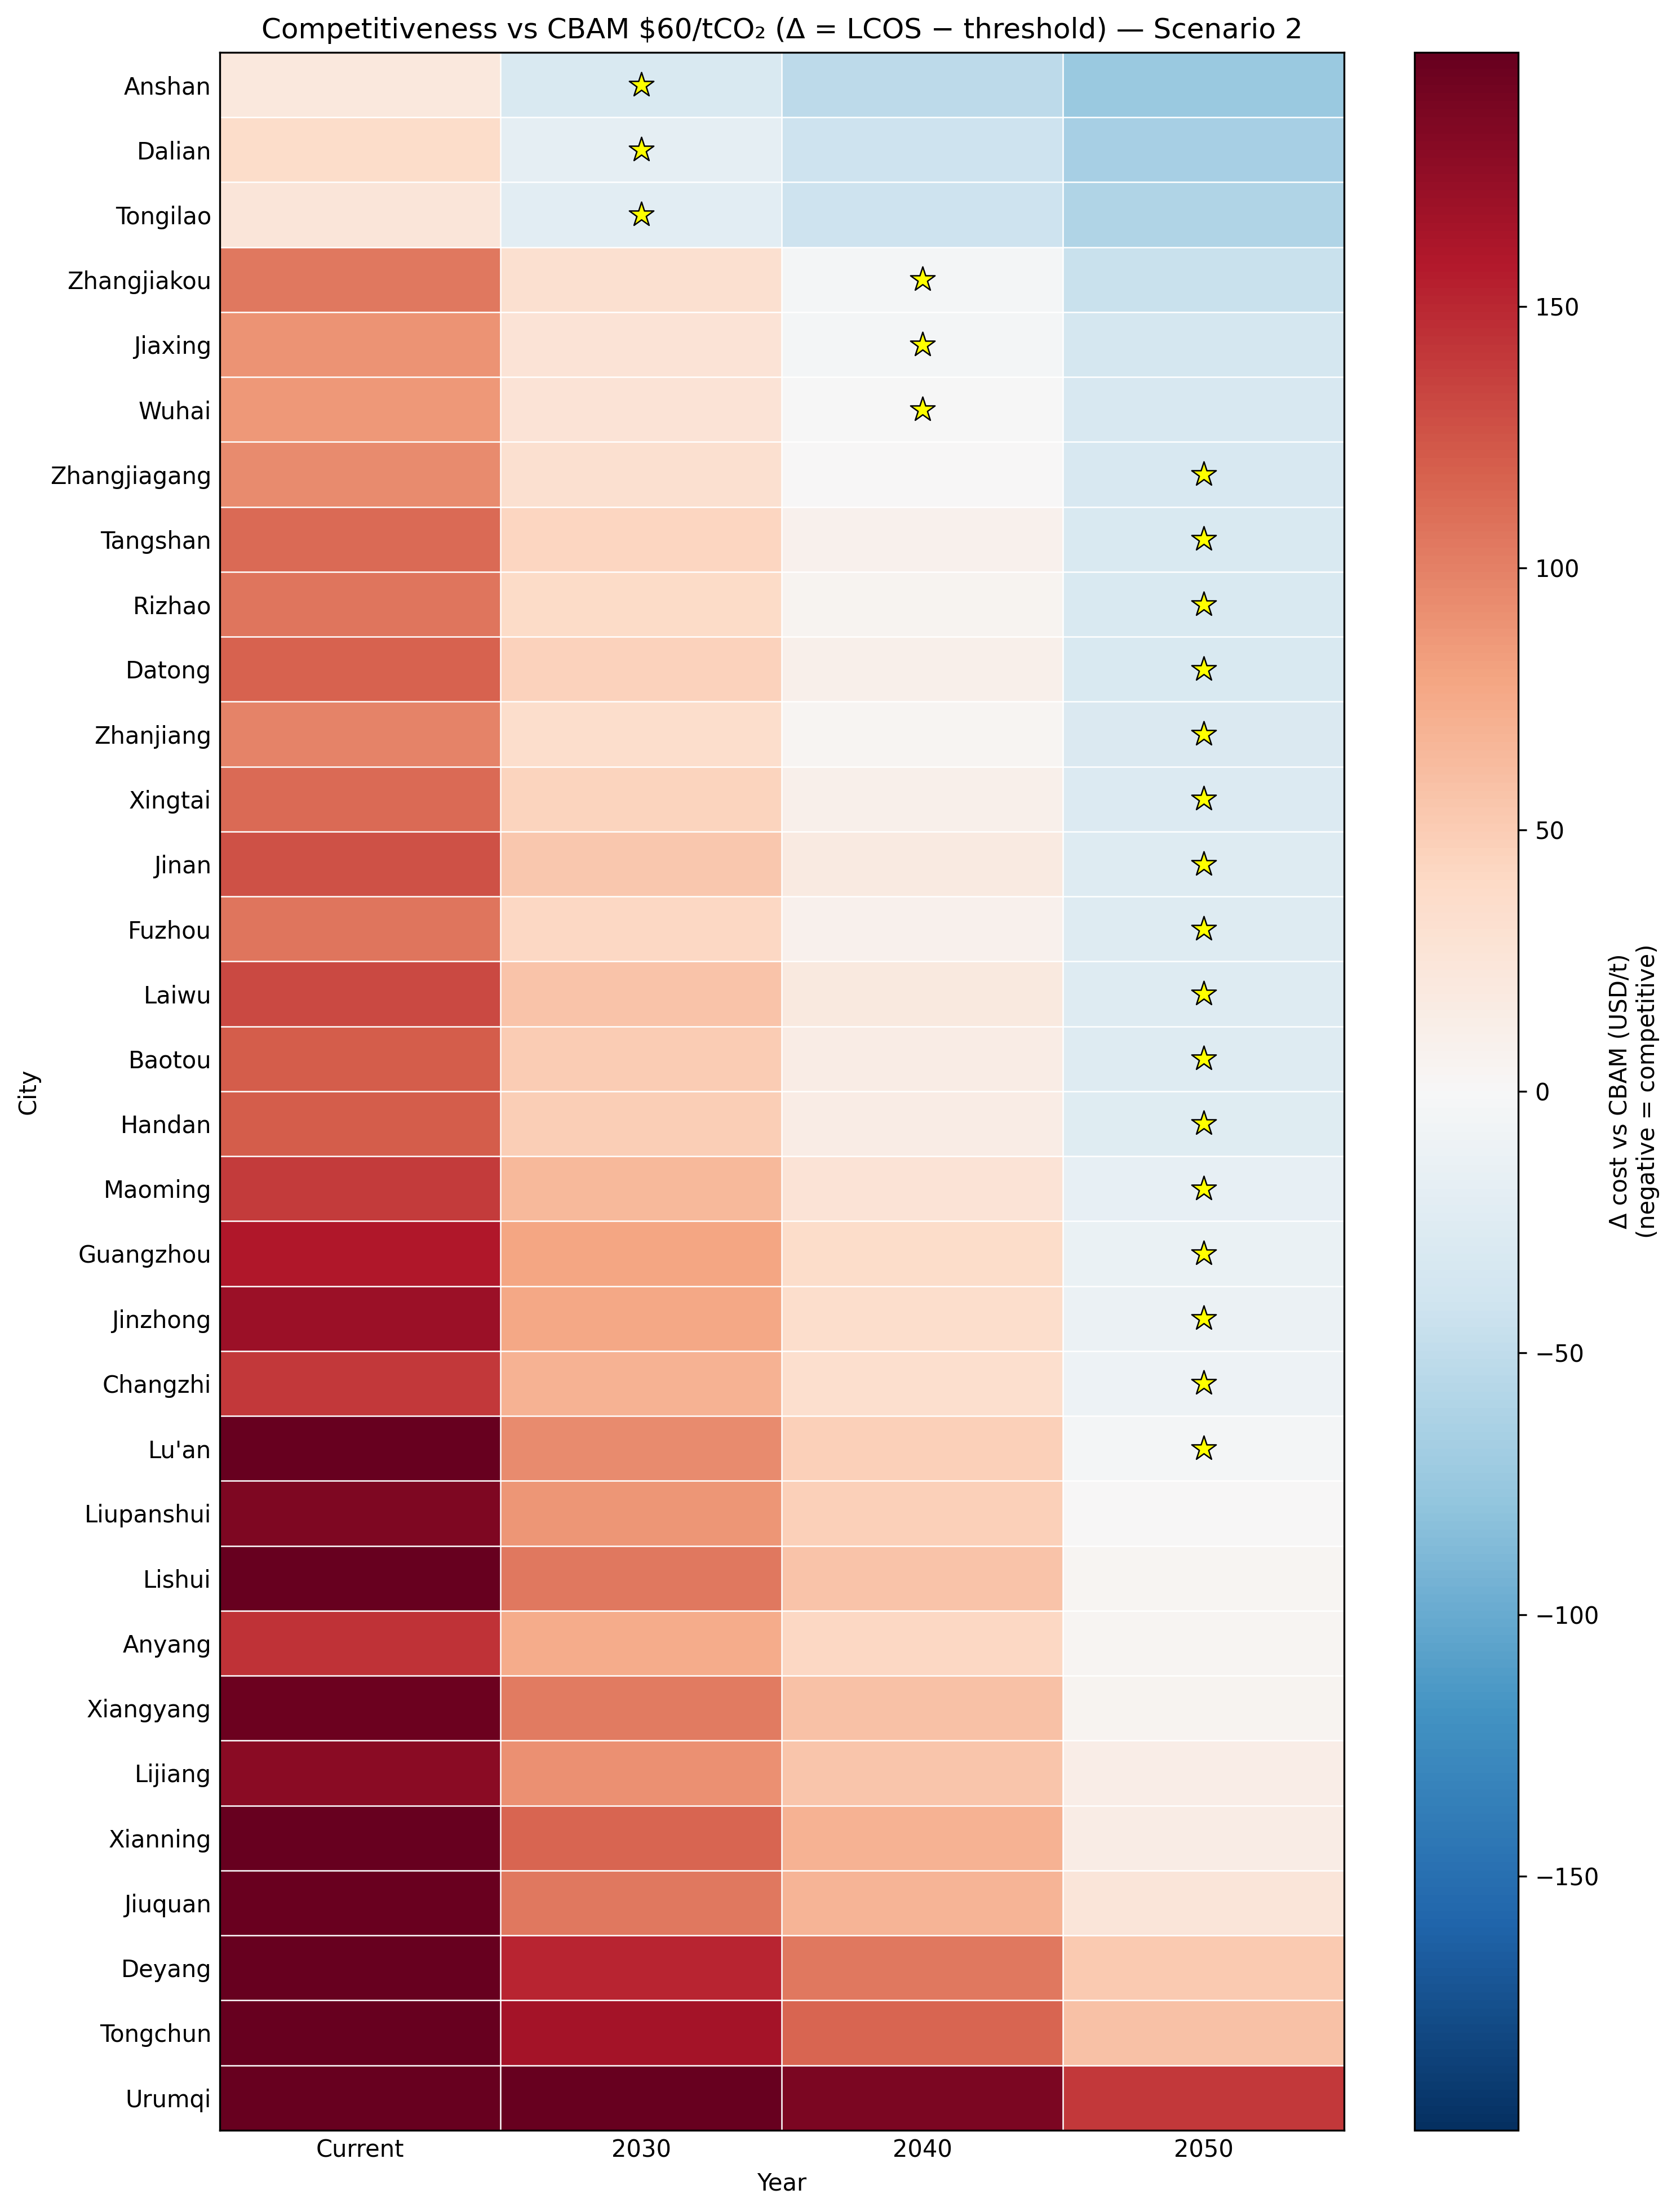 Competitiveness vs CBAM $60/tCO₂ (Δ = LCOS − threshold) — Scenario 2
City
Anshan
Dalian
Tongilao
Zhangjiakou
Jiaxing
Wuhai
Zhangjiagang
Tangshan
Rizhao
Datong
Zhanjiang
Xingtai
Jinan
Fuzhou
Laiwu
Baotou
Handan
Maoming
Guangzhou
Jinzhong
Changzhi
Lu'an
Liupanshui
Lishui
Anyang
Xiangyang
Lijiang
Xianning
Jiuquan
Deyang
Tongchun
Urumqi
Current 2030 2040 2050
Year
150
100
50
0
−50
−100
−150
Δ cost vs CBAM (USD/t)
(negative = competitive)